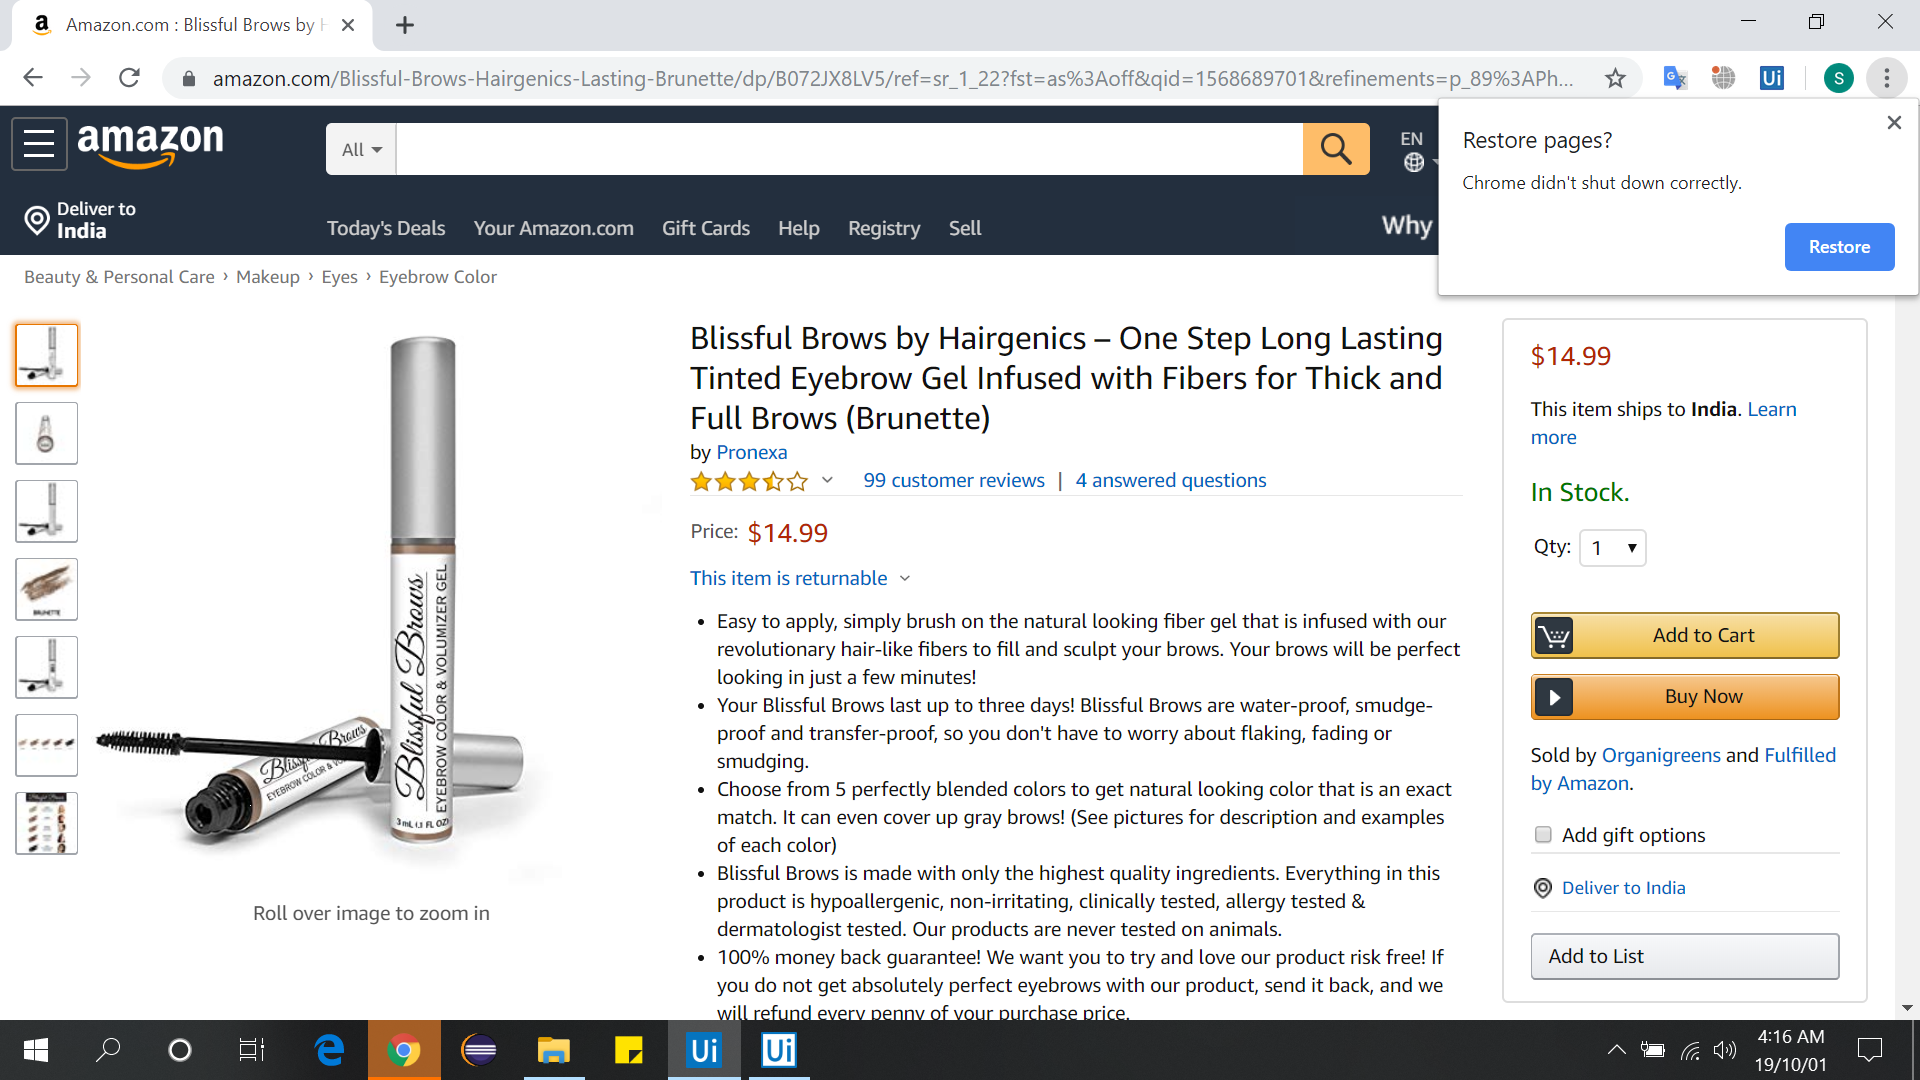 Amazon.com : Blissful Brows by H
amazon.com/Blissful-Brows-Hairgenics-Lasting-Brunette/dp/B072JX8LV5/ref=sr_1_22?fst=as%3Aoff&qid=1568689701&refinements=p_89%3APh...
Ui
S
Restore pages?
Chrome didn't shut down correctly.
Restore
amazon
All
EN
Deliver to
India
Today's Deals
Your Amazon.com
Gift Cards
Help
Registry
Sell
Why
Beauty & Personal Care › Makeup › Eyes › Eyebrow Color
Blissful Brows
EYEBROW COLOR & VOLUMIZER GEL
3 mL (.1 FL OZ)
BRUNETTE
Roll over image to zoom in
Blissful Brows by Hairgenics – One Step Long Lasting
Tinted Eyebrow Gel Infused with Fibers for Thick and
Full Brows (Brunette)
by Pronexa
99 customer reviews | 4 answered questions
Price: $14.99
This item is returnable
• Easy to apply, simply brush on the natural looking fiber gel that is infused with our
revolutionary hair-like fibers to fill and sculpt your brows. Your brows will be perfect
looking in just a few minutes!
• Your Blissful Brows last up to three days! Blissful Brows are water-proof, smudge-
proof and transfer-proof, so you don't have to worry about flaking, fading or
smudging.
• Choose from 5 perfectly blended colors to get natural looking color that is an exact
match. It can even cover up gray brows! (See pictures for description and examples
of each color)
• Blissful Brows is made with only the highest quality ingredients. Everything in this
product is hypoallergenic, non-irritating, clinically tested, allergy tested &
dermatologist tested. Our products are never tested on animals.
• 100% money back guarantee! We want you to try and love our product risk free! If
you do not get absolutely perfect eyebrows with our product, send it back, and we
will refund every penny of your purchase price.
$14.99
This item ships to India. Learn
more
In Stock.
Qty: 1
Add to Cart
Buy Now
Sold by Organigreens and Fulfilled
by Amazon.
Add gift options
Deliver to India
Add to List
Ui
Ui
4:16 AM
19/10/01